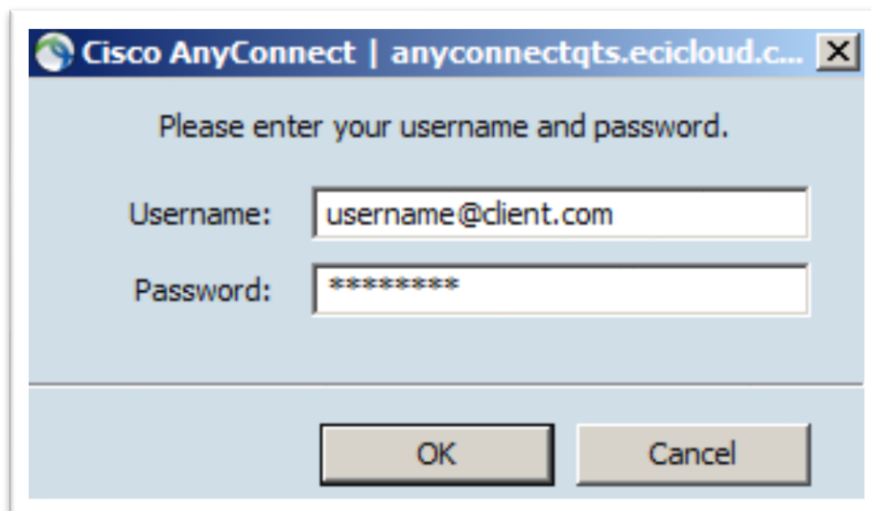 Cisco AnyConnect | anyconnectqts.ecicloud.c...
Please enter your username and password.
Username: username@client.com
Password: ********
OK Cancel